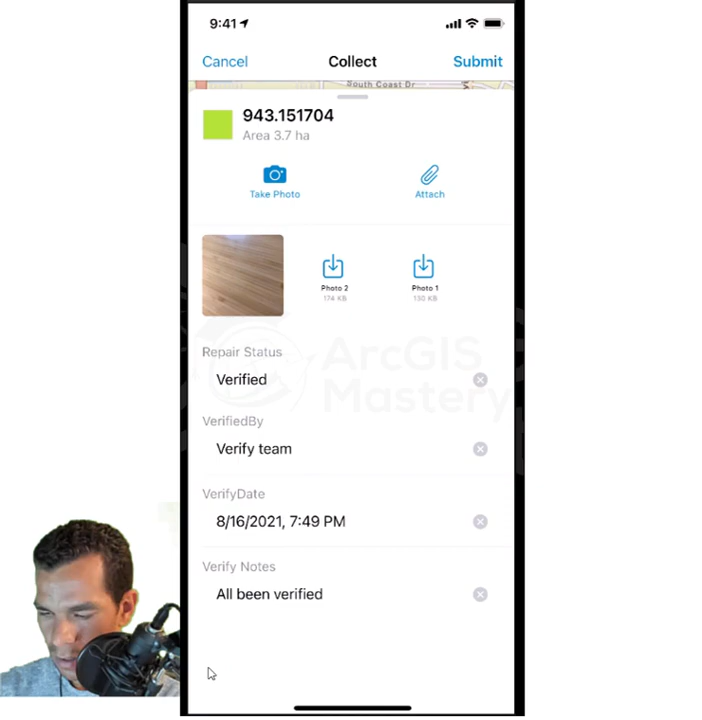 9:41
Cancel Collect Submit
South Coast Dr
943.151704
Area 3.7 ha
Take Photo Attach
Photo 2 Photo 1
174 KB 130 KB
Repair Status
Verified
ArcGIS
Mastery
VerifiedBy
Verify team
VerifyDate
8/16/2021, 7:49 PM
Verify Notes
All been verified